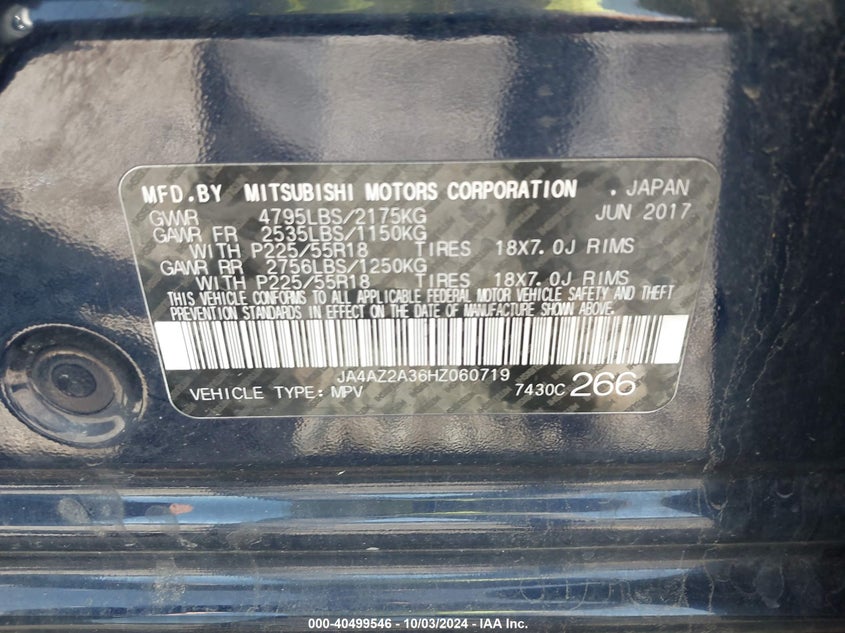 MFD.BY MITSUBISHI MOTORS CORPORATION . JAPAN
GVWR 4795LBS/2175KG JUN 2017
GAWR FR 2535LBS/1150KG
WITH P225/55R18 TIRES 18X7.0J RIMS
GAWR RR 2756LBS/1250KG
WITH P225/55R18 TIRES 18X7.0J RIMS
THIS VEHICLE CONFORMS TO ALL APPLICABLE FEDERAL MOTOR VEHICLE SAFETY AND THEFT
PREVENTION STANDARDS IN EFFECT ON THE DATE OF MANUFACTURE SHOWN ABOVE.
JA4AZ2A36HZ060719
VEHICLE TYPE: MPV 7430C 266
000-40499546 - 10/03/2024 - IAA Inc.